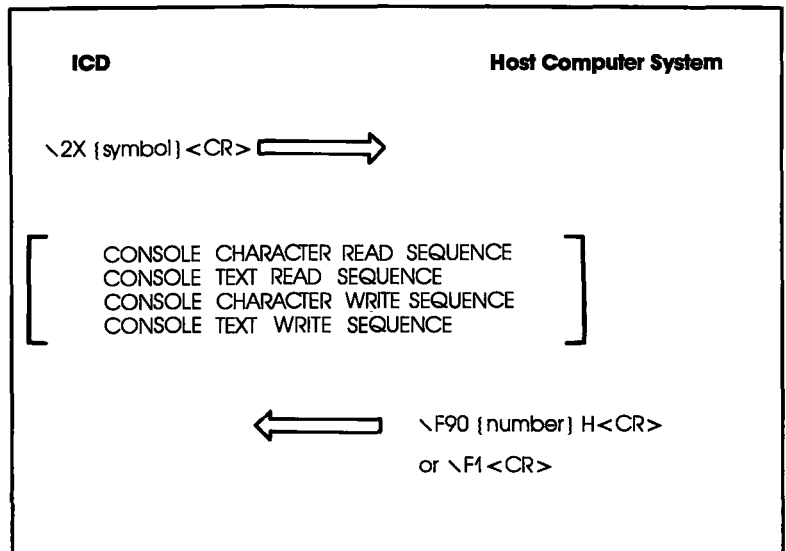 ICD Host Computer System
\2X {symbol}<CR>
CONSOLE CHARACTER READ SEQUENCE
CONSOLE TEXT READ SEQUENCE
CONSOLE CHARACTER WRITE SEQUENCE
CONSOLE TEXT WRITE SEQUENCE
\F90 {number} H<CR>
or \F1<CR>